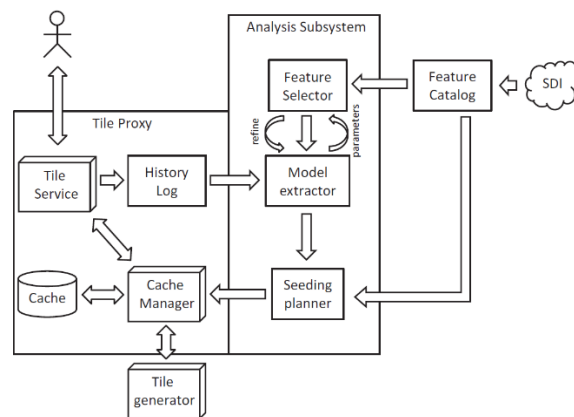 Analysis Subsystem
Feature
Selector
Feature
Catalog
SDI
Tile Proxy
refine
parameters
Tile
Service
History
Log
Model
extractor
Cache
Cache
Manager
Seeding
planner
Tile
generator